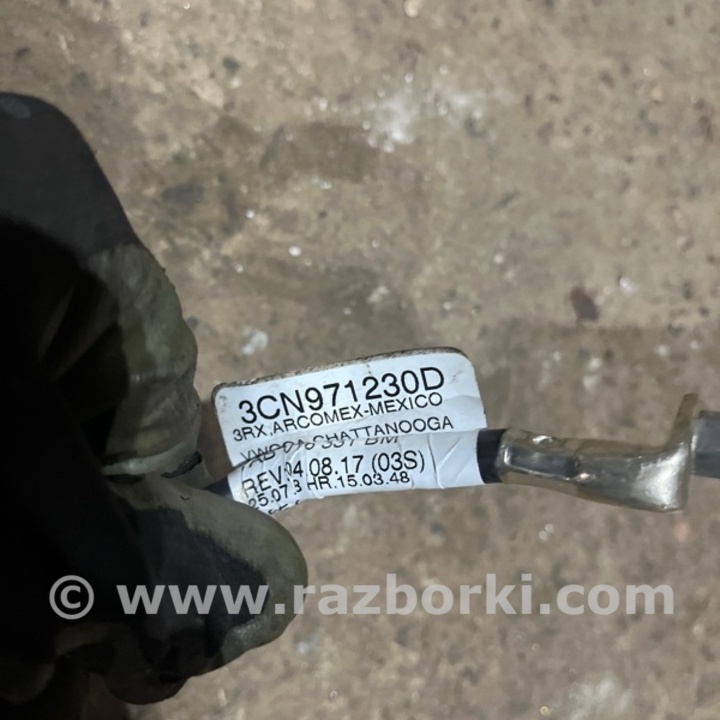 3CN971230D
3RX,ARCOMEX-MEXICO
CHATTANOOGA
REV:04 08.17 (03S)
HR.15.03.48
© www.razborki.com